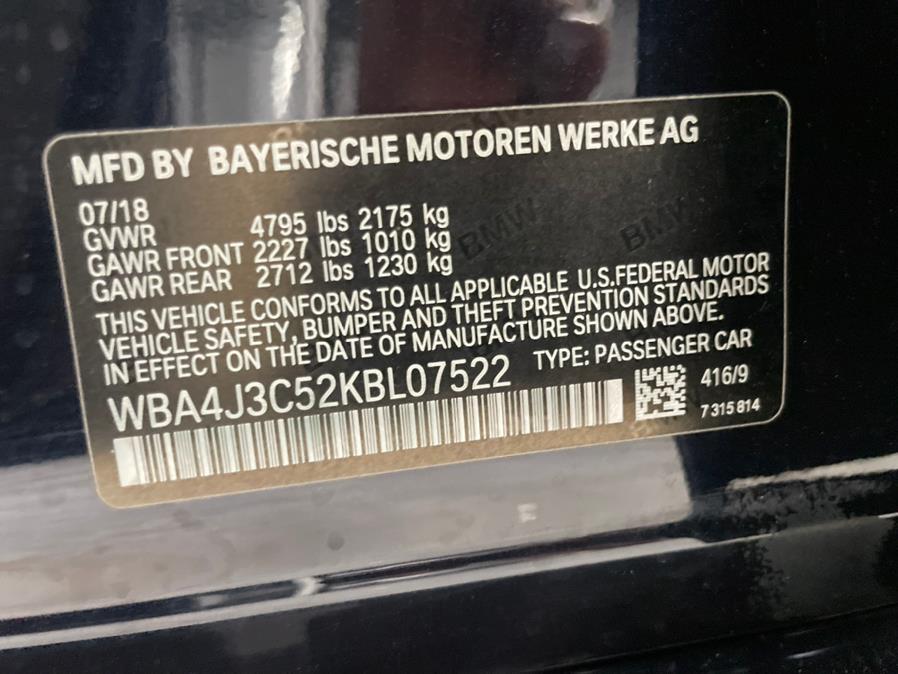 MFD BY BAYERISCHE MOTOREN WERKE AG
07/18
GVWR 4795 lbs 2175 kg
GAWR FRONT 2227 lbs 1010 kg
GAWR REAR 2712 lbs 1230 kg
THIS VEHICLE CONFORMS TO ALL APPLICABLE U.S.FEDERAL MOTOR
VEHICLE SAFETY, BUMPER AND THEFT PREVENTION STANDARDS
IN EFFECT ON THE DATE OF MANUFACTURE SHOWN ABOVE.
WBA4J3C52KBL07522 TYPE: PASSENGER CAR
416/9
7 315 814
BMW
BMW